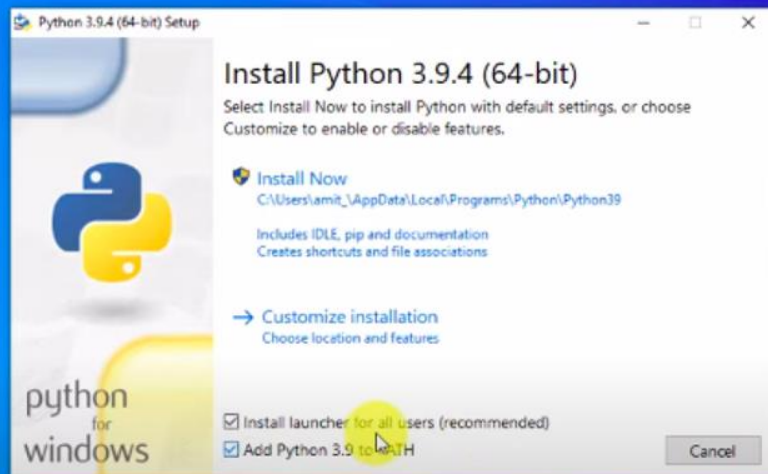 Python 3.9.4 (64-bit) Setup
Install Python 3.9.4 (64-bit)
Select Install Now to install Python with default settings, or choose
Customize to enable or disable features.
Install Now
C:\Users\amit_\AppData\Local\Programs\Python\Python39
Includes IDLE, pip and documentation
Creates shortcuts and file associations
Customize installation
Choose location and features
python
for
windows
Install launcher for all users (recommended)
Add Python 3.9 to PATH
Cancel